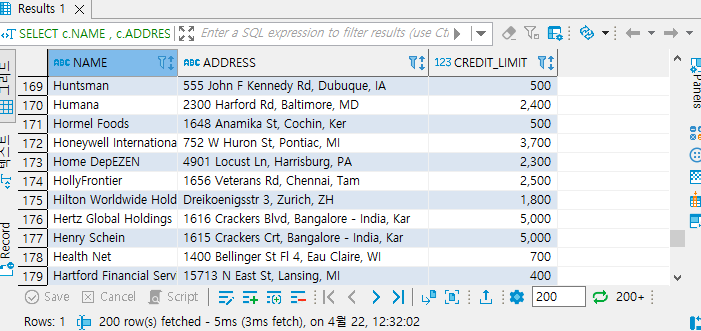 Results 1
SELECT c.NAME , c.ADDRES
Enter a SQL expression to filter results (use Ct
ABC NAME ABC ADDRESS 123 CREDIT_LIMIT
169 Huntsman 555 John F Kennedy Rd, Dubuque, IA 500
170 Humana 2300 Harford Rd, Baltimore, MD 2,400
171 Hormel Foods 1648 Anamika St, Cochin, Ker 500
172 Honeywell Internationa 752 W Huron St, Pontiac, MI 3,700
173 Home DepEZEN 4901 Locust Ln, Harrisburg, PA 2,300
174 HollyFrontier 1656 Veterans Rd, Chennai, Tam 2,500
175 Hilton Worldwide Hold Dreikoenigsstr 3, Zurich, ZH 1,800
176 Hertz Global Holdings 1616 Crackers Blvd, Bangalore - India, Kar 5,000
177 Henry Schein 1615 Crackers Crt, Bangalore - India, Kar 5,000
178 Health Net 1400 Bellinger St Fl 4, Eau Claire, WI 700
179 Hartford Financial Serv 15713 N East St, Lansing, MI 400
그리드
텍스트
Record
Panels
Save Cancel Script 200 200+
Rows: 1 200 row(s) fetched - 5ms (3ms fetch), on 4월 22, 12:32:02